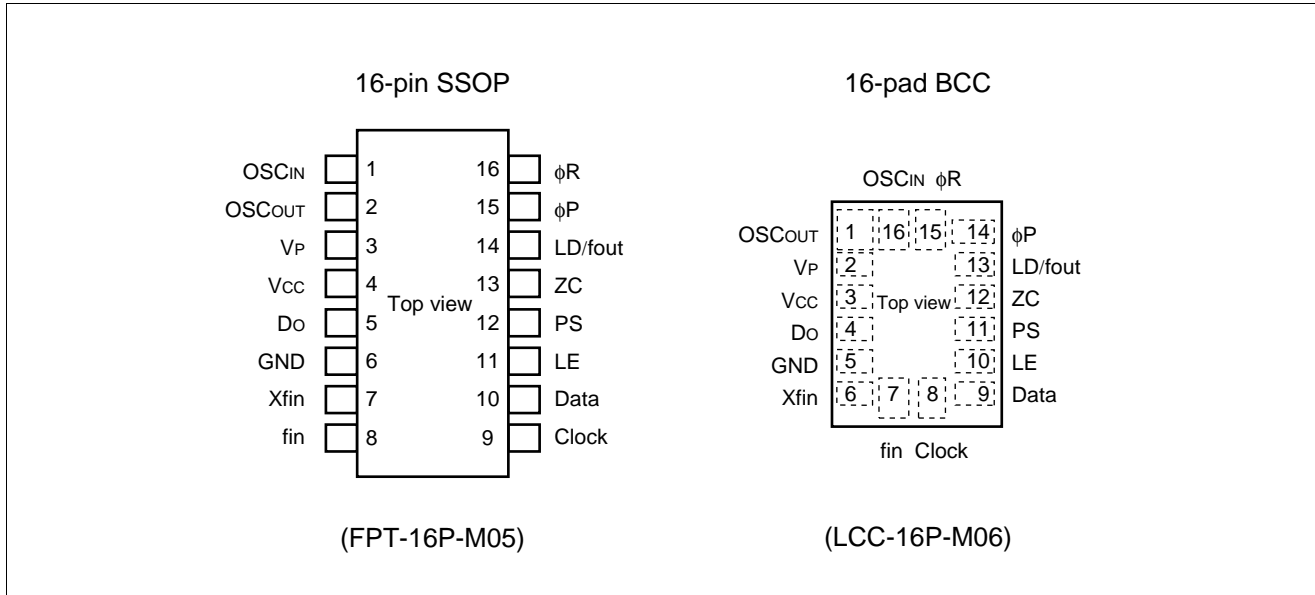 16-pin SSOP
OSCIN 1 16 ϕR
OSCOUT 2 15 ϕP
VP 3 14 LD/fout
VCC 4 13 ZC
Top view
DO 5 12 PS
GND 6 11 LE
Xfin 7 10 Data
fin 8 9 Clock
(FPT-16P-M05)
16-pad BCC
OSCIN ϕR
OSCOUT 1 16 15 14 ϕP
VP 2 13 LD/fout
VCC 3 Top view 12 ZC
DO 4 11 PS
GND 5 10 LE
Xfin 6 7 8 9 Data
fin Clock
(LCC-16P-M06)